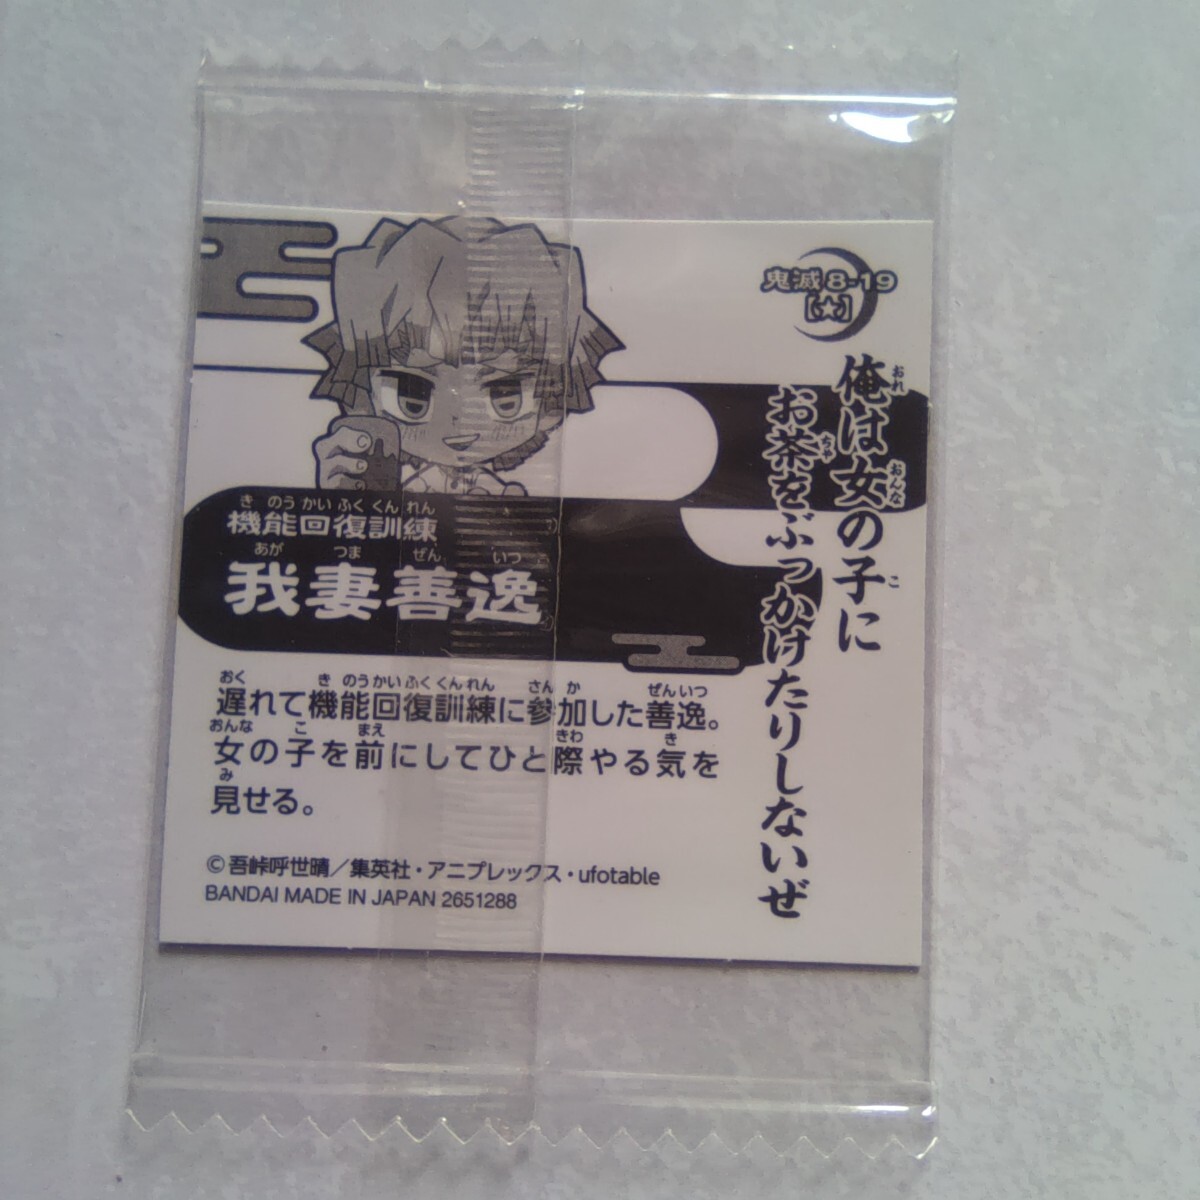 鬼滅8-19
[★]
俺は女の子に
お茶をぶっかけたりしないぜ
機能回復訓練
我妻善逸
遅れて機能回復訓練に参加した善逸。
女の子を前にしてひと際やる気を
見せる。
©吾峠呼世晴/集英社・アニプレックス・ufotable
BANDAI MADE IN JAPAN 2651288